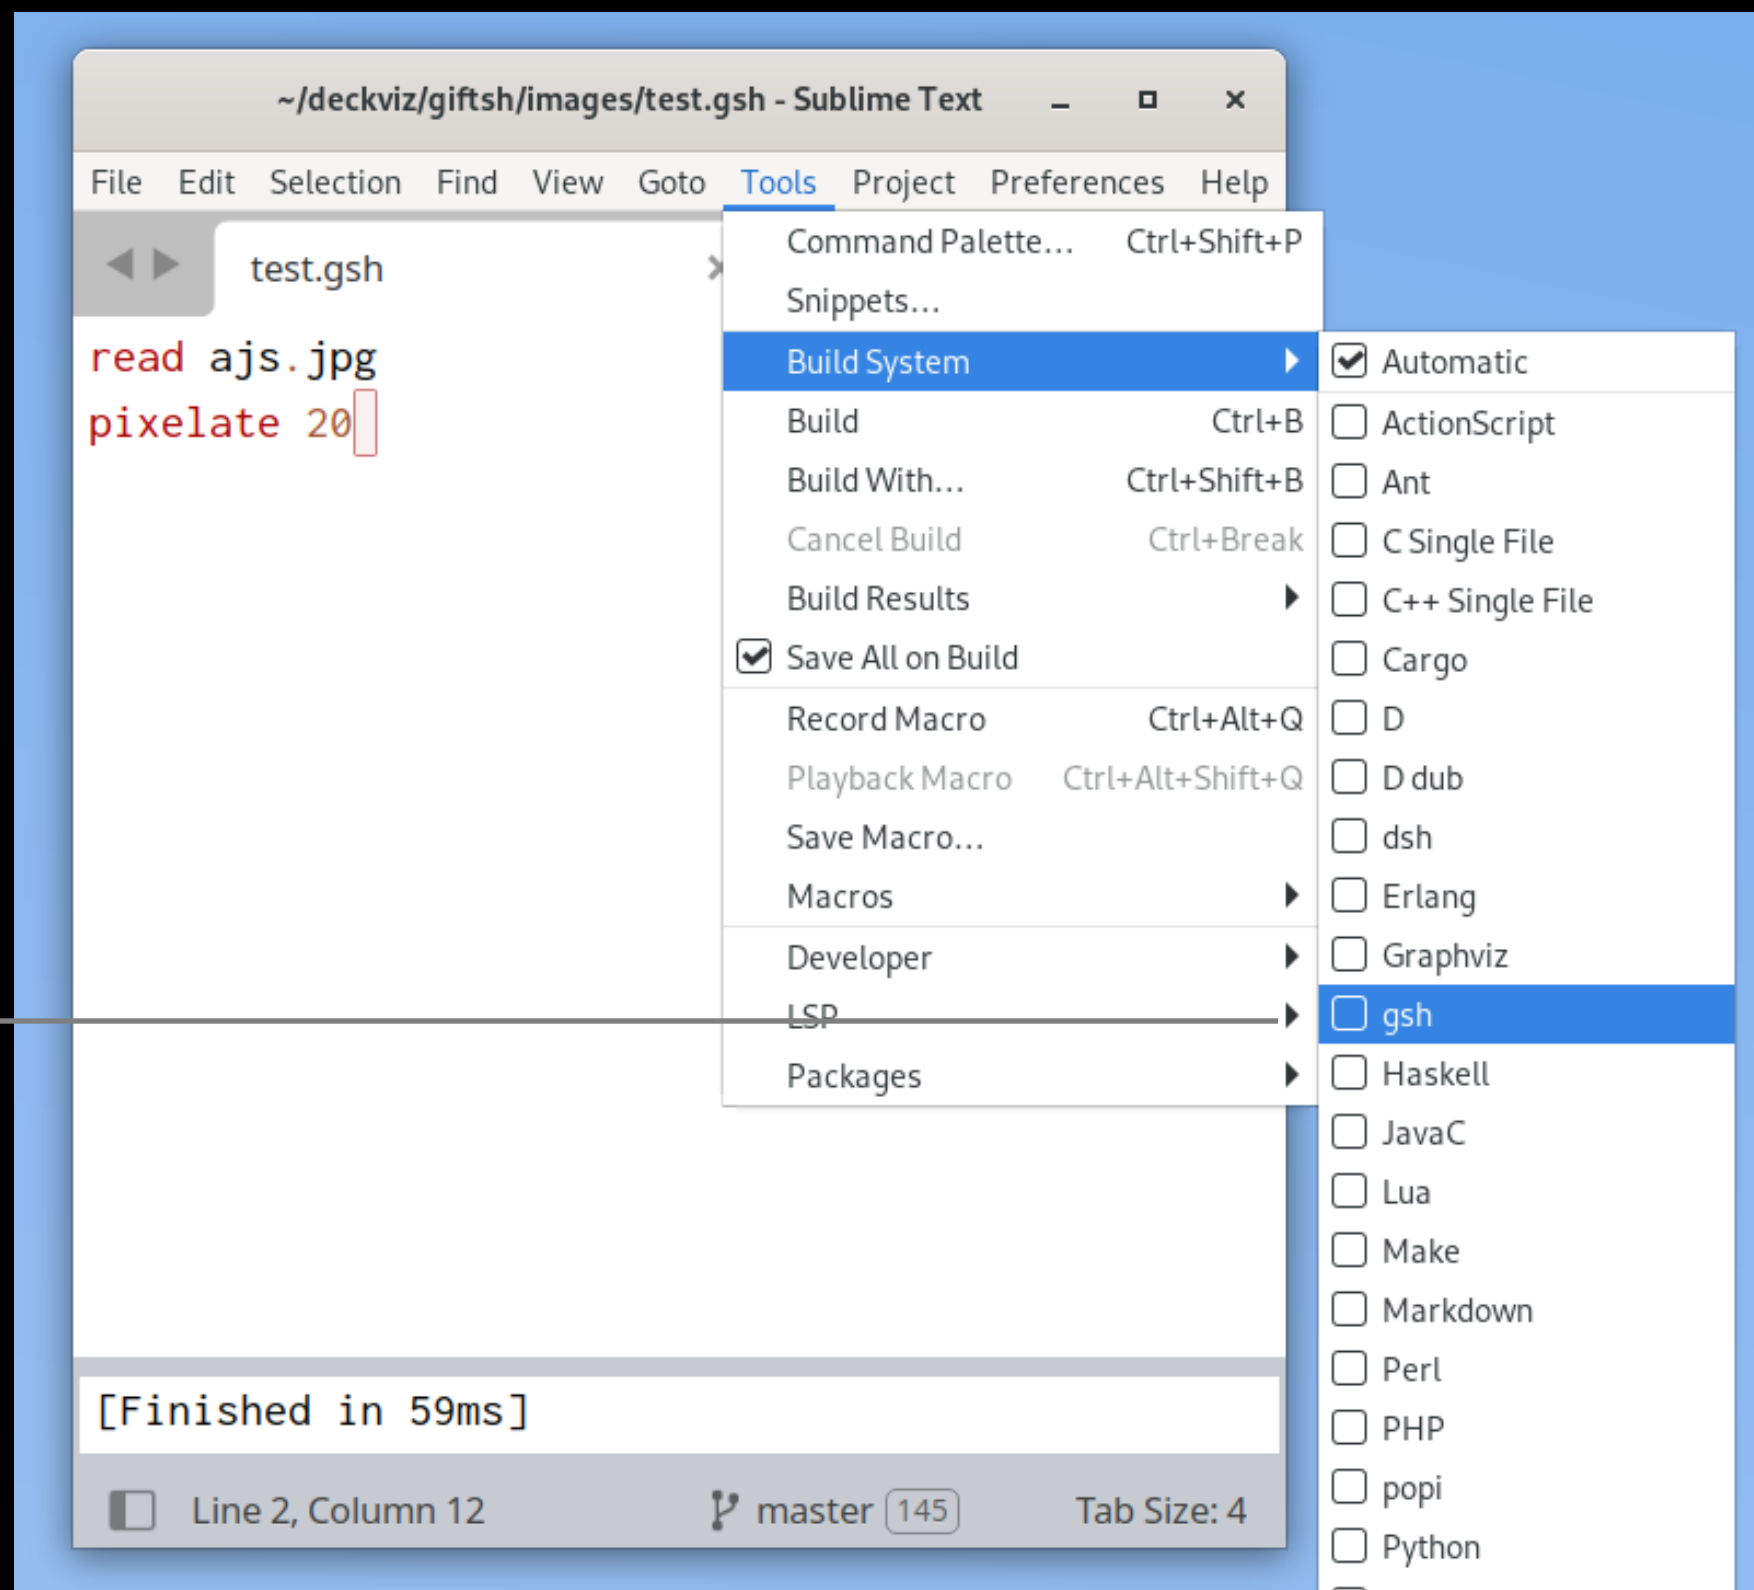 ~/deckviz/giftsh/images/test.gsh - Sublime Text
File Edit Selection Find View Goto Tools Project Preferences Help
test.gsh
read ajs.jpg
pixelate 20
Command Palette... Ctrl+Shift+P
Snippets...
Build System
Build Ctrl+B
Build With... Ctrl+Shift+B
Cancel Build Ctrl+Break
Build Results
Save All on Build
Record Macro Ctrl+Alt+Q
Playback Macro Ctrl+Alt+Shift+Q
Save Macro...
Macros
Developer
LSP
Packages
Automatic
ActionScript
Ant
C Single File
C++ Single File
Cargo
D
D dub
dsh
Erlang
Graphviz
gsh
Haskell
JavaC
Lua
Make
Markdown
Perl
PHP
popi
Python
[Finished in 59ms]
Line 2, Column 12 master 145 Tab Size: 4